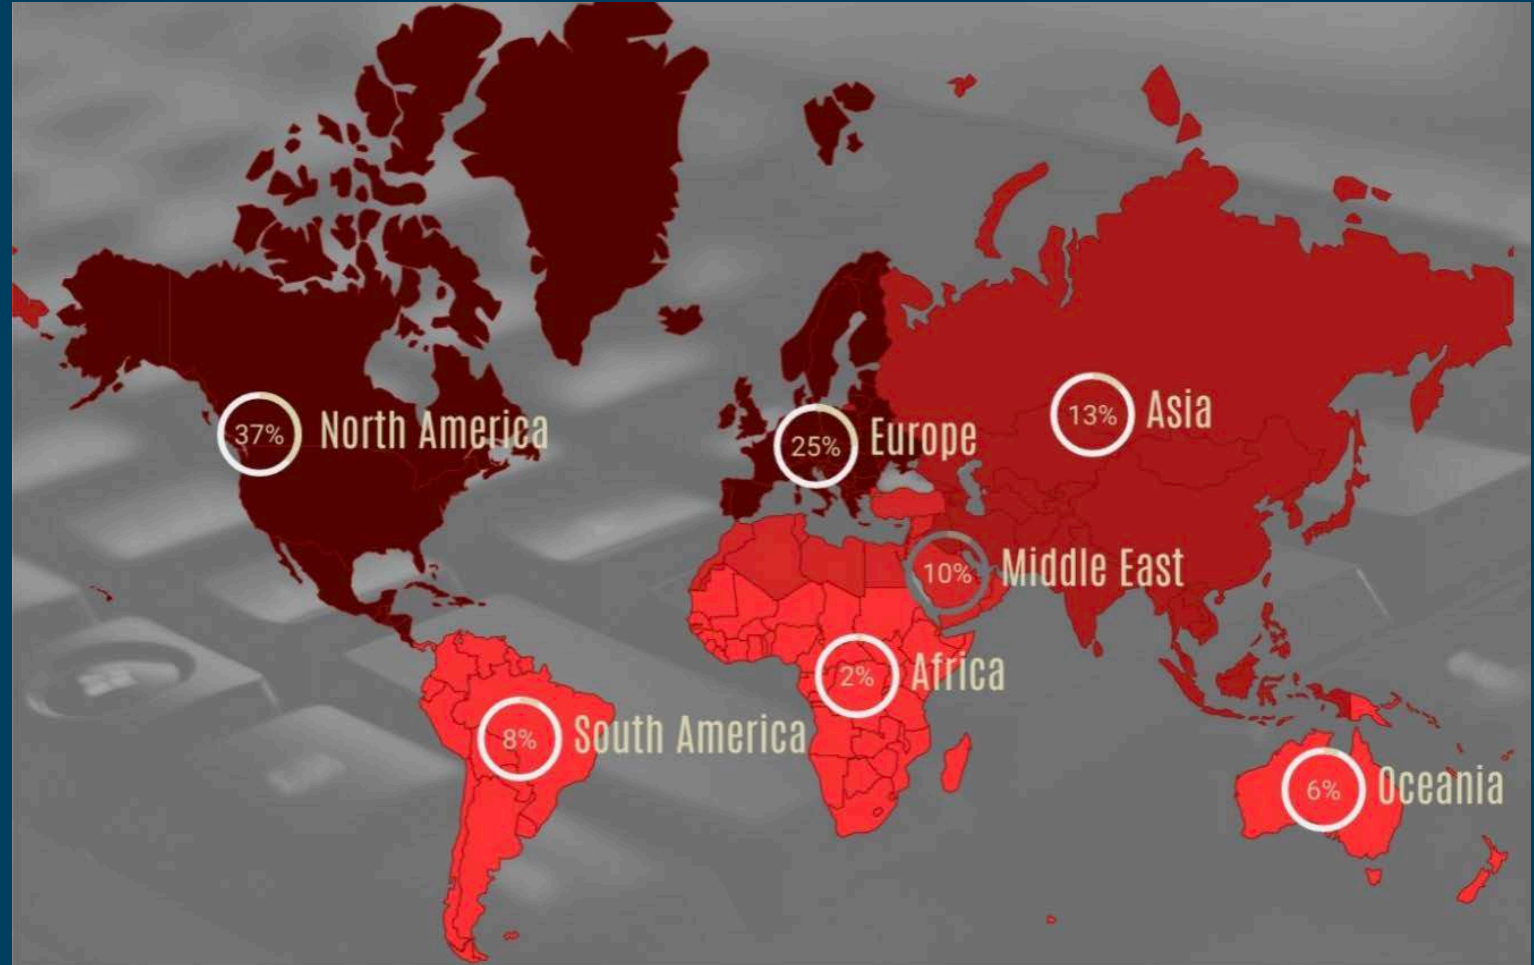 37% North America
25% Europe
13% Asia
10% Middle East
2% Africa
8% South America
6% Oceania